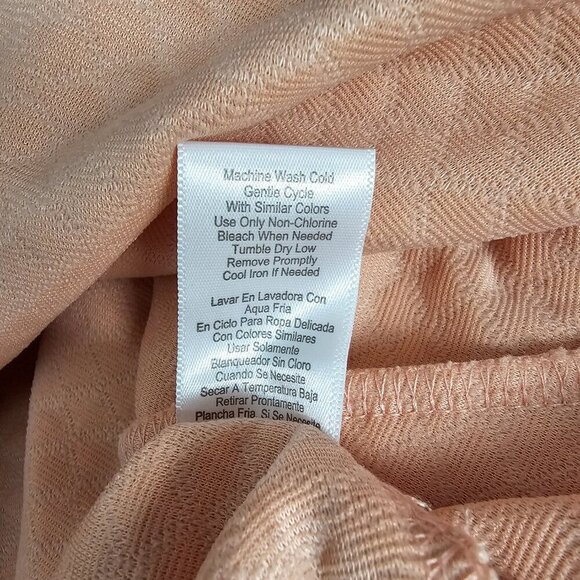 Machine Wash Cold
Gentle Cycle
With Similar Colors
Use Only Non-Chlorine
Bleach When Needed
Tumble Dry Low
Remove Promptly
Cool Iron If Needed
Lavar En Lavadora Con
Aqua Fria
En Ciclo Para Ropa Delicada
Con Colores Similares
Usar Solamente
Blanqueador Sin Cloro
Cuando Se Necesite
Secar A Temperatura Baja
Retirar Prontamente
Plancha Fria, Si Se Necesite